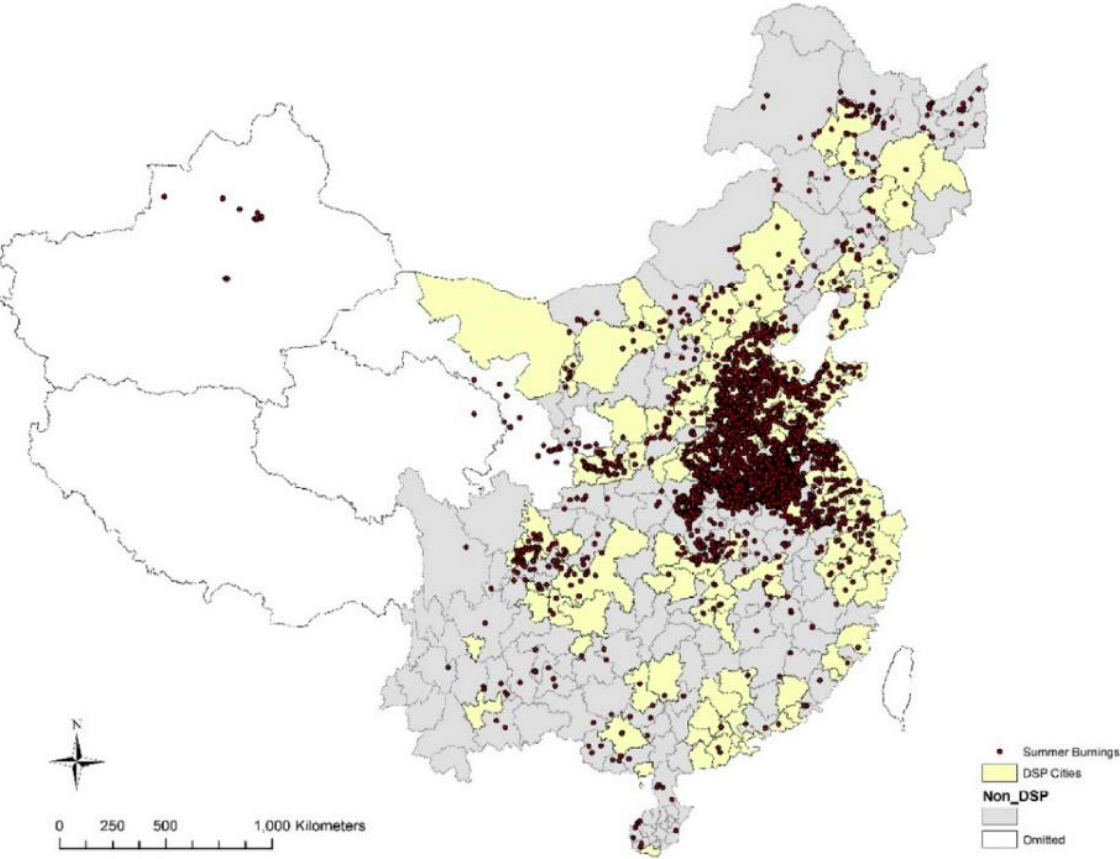 N
0 250 500 1,000 Kilometers
Summer Burnings
DSP Cities
Non_DSP
Omitted